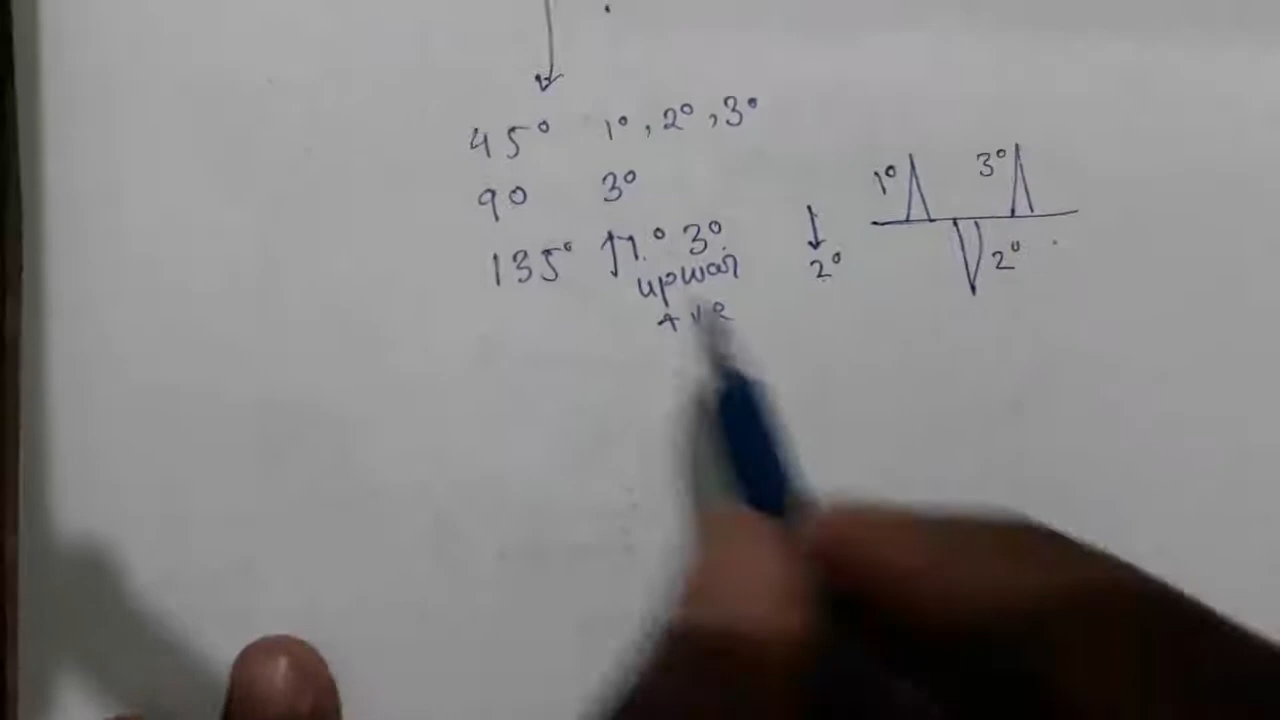 45° 1°, 2°, 3°
90 3°
135° ↑ 1° 3°
upwar
+ve
↓
2°
1° 3°
2°